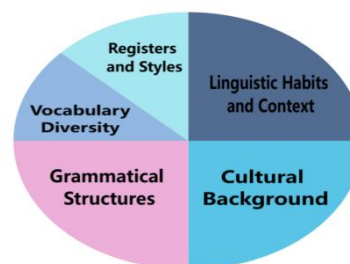 Registers
and Styles
Linguistic Habits
and Context
Vocabulary
Diversity
Grammatical
Structures
Cultural
Background